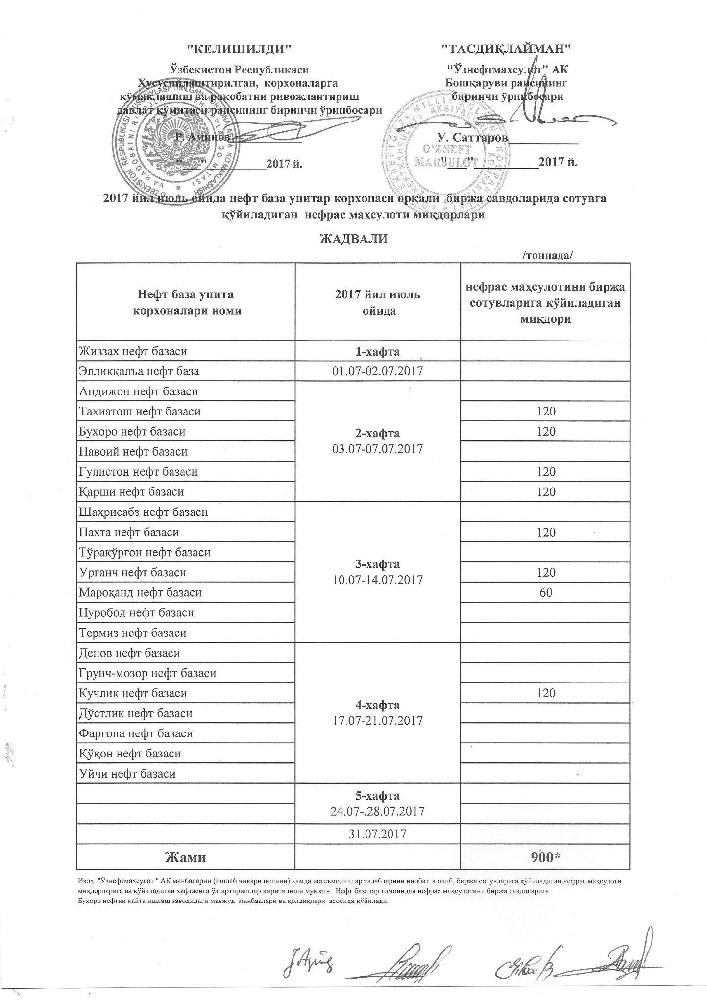 "КЕЛИШИЛДИ"
Ўзбекистон Республикаси
Хусусийлаштирилган, корхоналарга
кўмаклашиш ва рақобатни ривожлантириш
давлат қўмитаси раисининг биринчи ўринбосари
Р. Аминов___________
"___" _________2017 й.
"ТАСДИҚЛАЙМАН"
"Ўзнефтмаҳсулот" АК
Бошқаруви раисининг
биринчи ўринбосари
У. Саттаров___________
"___"__________2017 й.
O'ZNEFT
MAHSULOT
2017 йил июль ойида нефт база унитар корхонаси орқали биржа савдоларида сотувга
қўйиладиган нефрас маҳсулоти миқдорлари
ЖАДВАЛИ
/тоннада/
Нефт база унита
корхоналари номи
2017 йил июль
ойида
нефрас маҳсулотини биржа
сотувларига қўйиладиган
миқдори
Жиззах нефт базаси 1-хафта
Элликқалъа нефт база 01.07-02.07.2017
Андижон нефт базаси
Тахиатош нефт базаси 120
Бухоро нефт базаси 120
2-хафта
03.07-07.07.2017
Навоий нефт базаси
Гулистон нефт базаси 120
Қарши нефт базаси 120
Шаҳрисабз нефт базаси
Пахта нефт базаси 120
Тўрақўрғон нефт базаси
3-хафта
10.07-14.07.2017
Урганч нефт базаси 120
Мароқанд нефт базаси 60
Нуробод нефт базаси
Термиз нефт базаси
Денов нефт базаси
Грунч-мозор нефт базаси
Кучлик нефт базаси 120
4-хафта
17.07-21.07.2017
Дўстлик нефт базаси
Фарғона нефт базаси
Қўқон нефт базаси
Уйчи нефт базаси
5-хафта
24.07-.28.07.2017
31.07.2017
Жами 900*
Изоҳ: "Ўзнефтмаҳсулот " АК манбаларни (ишлаб чиқарилишини) ҳамда истеъмолчилар талабларини инобатга олиб, биржа сотувларига қўйиладиган нефрас маҳсулоти
миқдорларига ва қўйиладиган хафтасига ўзгартиришлар киритилиши мумкин. Нефт базалар томонидан нефрас маҳсулотини биржа савдоларига
Бухоро нефтни қайта ишлаш заводидаги мавжуд манбаалари ва қолдиқлари асосида қўйилади.